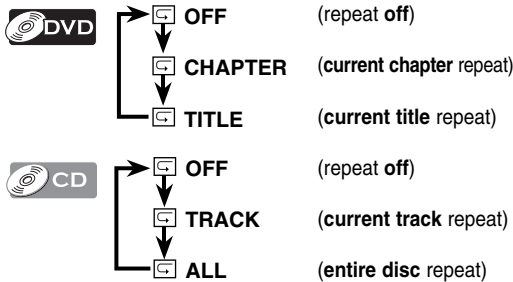 DVD OFF (repeat off)
CHAPTER (current chapter repeat)
TITLE (current title repeat)
CD OFF (repeat off)
TRACK (current track repeat)
ALL (entire disc repeat)